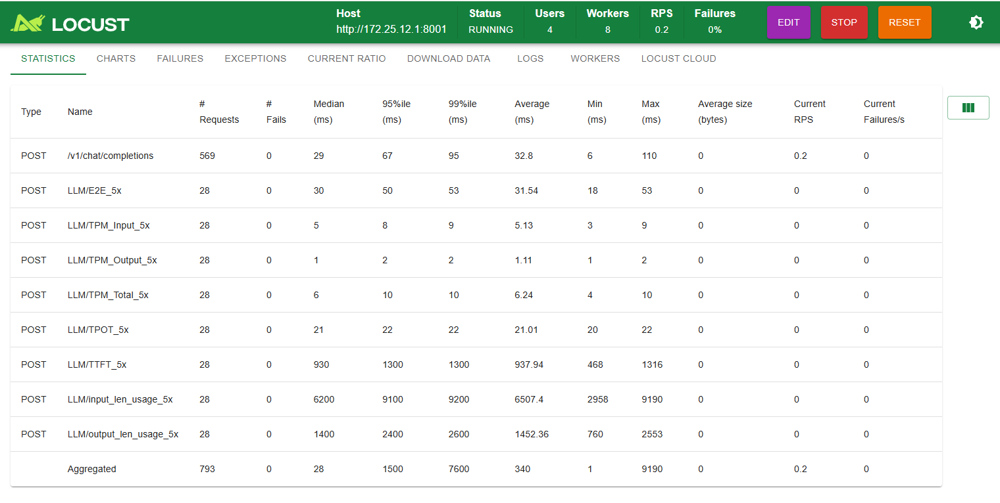 LOCUST
Host Status Users Workers RPS Failures
http://172.25.12.1:8001 RUNNING 4 8 0.2 0% EDIT STOP RESET
STATISTICS CHARTS FAILURES EXCEPTIONS CURRENT RATIO DOWNLOAD DATA LOGS WORKERS LOCUST CLOUD
Type Name # Requests # Fails Median (ms) 95%ile (ms) 99%ile (ms) Average (ms) Min (ms) Max (ms) Average size (bytes) Current RPS Current Failures/s
POST /v1/chat/completions 569 0 29 67 95 32.8 6 110 0 0.2 0
POST LLM/E2E_5x 28 0 30 50 53 31.54 18 53 0 0 0
POST LLM/TPM_Input_5x 28 0 5 8 9 5.13 3 9 0 0 0
POST LLM/TPM_Output_5x 28 0 1 2 2 1.11 1 2 0 0 0
POST LLM/TPM_Total_5x 28 0 6 10 10 6.24 4 10 0 0 0
POST LLM/TPOT_5x 28 0 21 22 22 21.01 20 22 0 0 0
POST LLM/TTFT_5x 28 0 930 1300 1300 937.94 468 1316 0 0 0
POST LLM/input_len_usage_5x 28 0 6200 9100 9200 6507.4 2958 9190 0 0 0
POST LLM/output_len_usage_5x 28 0 1400 2400 2600 1452.36 760 2553 0 0 0
Aggregated 793 0 28 1500 7600 340 1 9190 0 0.2 0